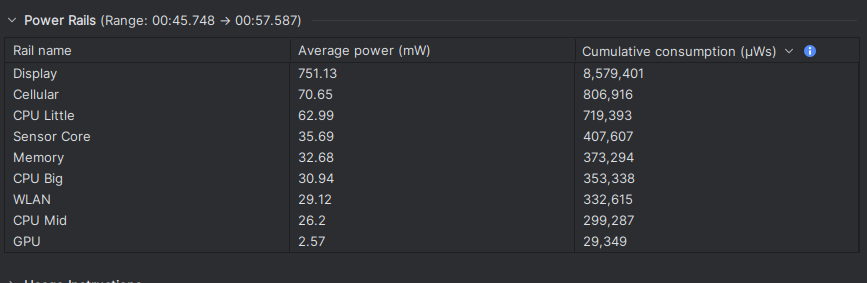 Power Rails (Range: 00:45.748 → 00:57.587)
Rail name Average power (mW) Cumulative consumption (μWs)
Display 751.13 8,579,401
Cellular 70.65 806,916
CPU Little 62.99 719,393
Sensor Core 35.69 407,607
Memory 32.68 373,294
CPU Big 30.94 353,338
WLAN 29.12 332,615
CPU Mid 26.2 299,287
GPU 2.57 29,349